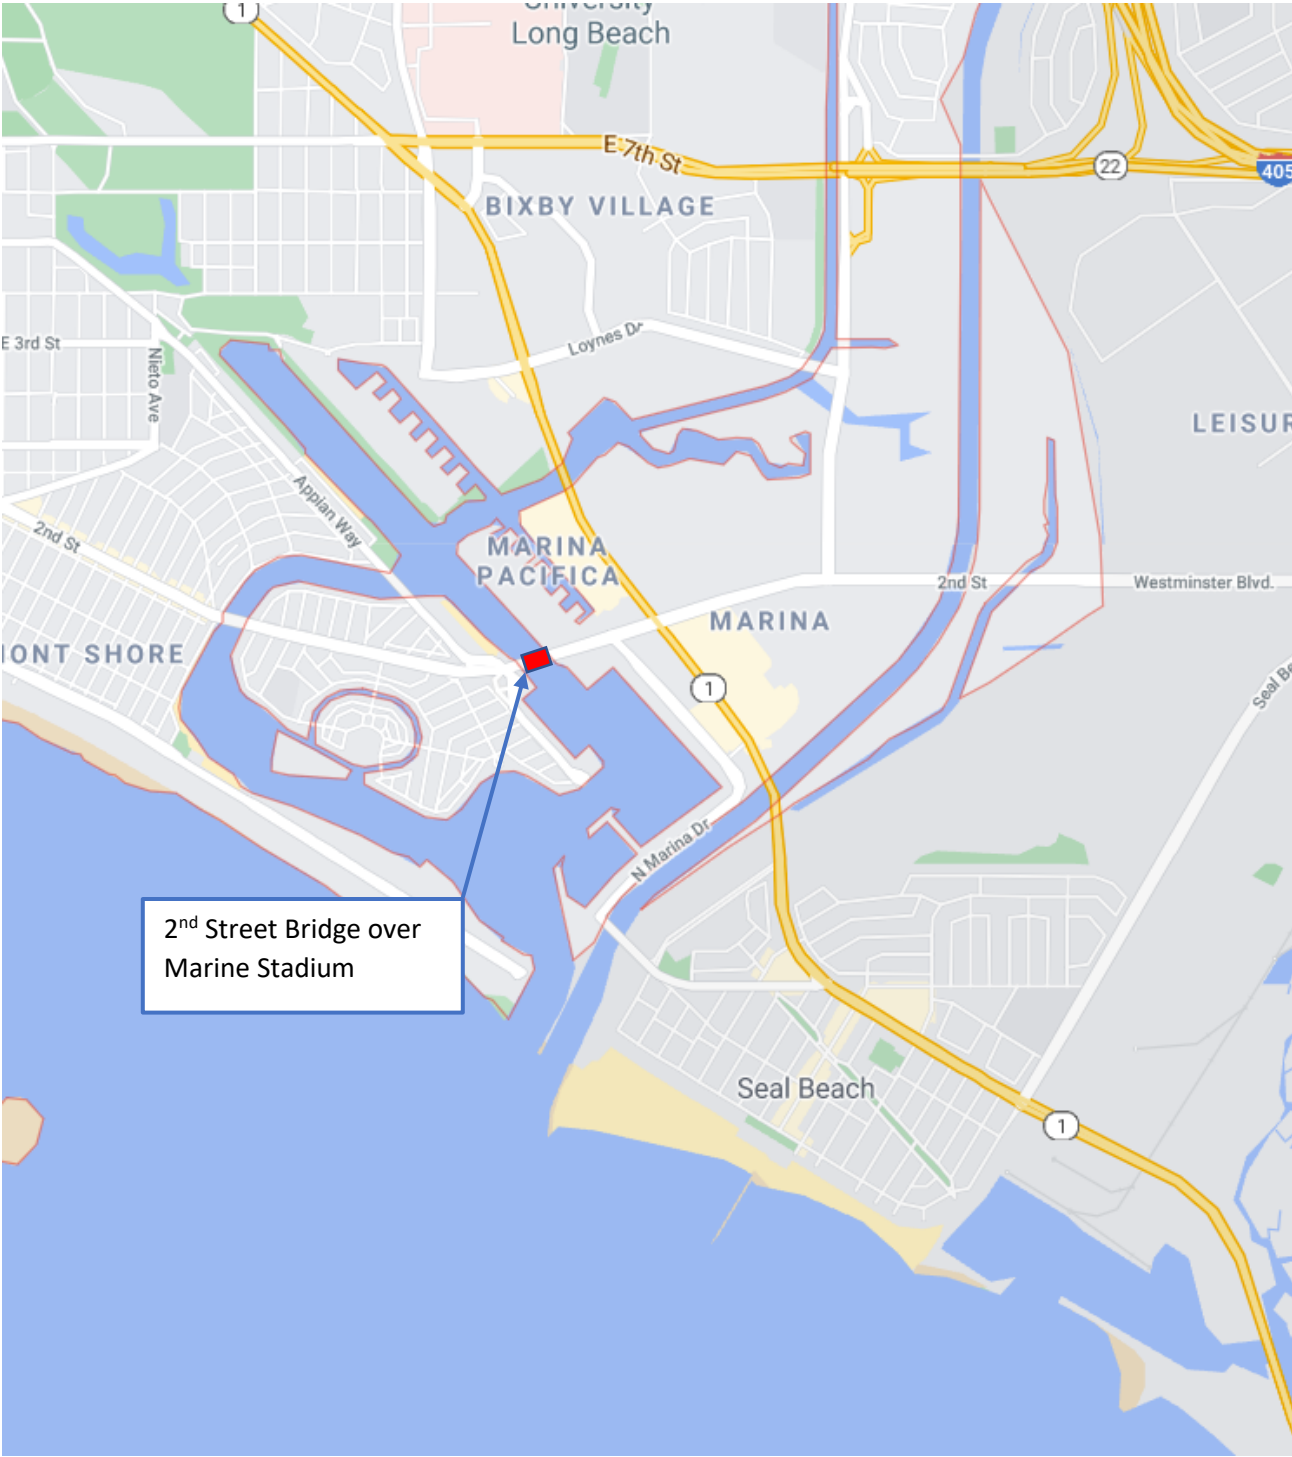 1
University
Long Beach
E 7th St
22
405
BIXBY VILLAGE
E 3rd St
Nieto Ave
Loynes Dr
LEISUR
Appian Way
2nd St
MARINA
PACIFICA
2nd St
Westminster Blvd.
MARINA
MONT SHORE
1
Seal Be
N Marina Dr
2nd Street Bridge over
Marine Stadium
Seal Beach
1